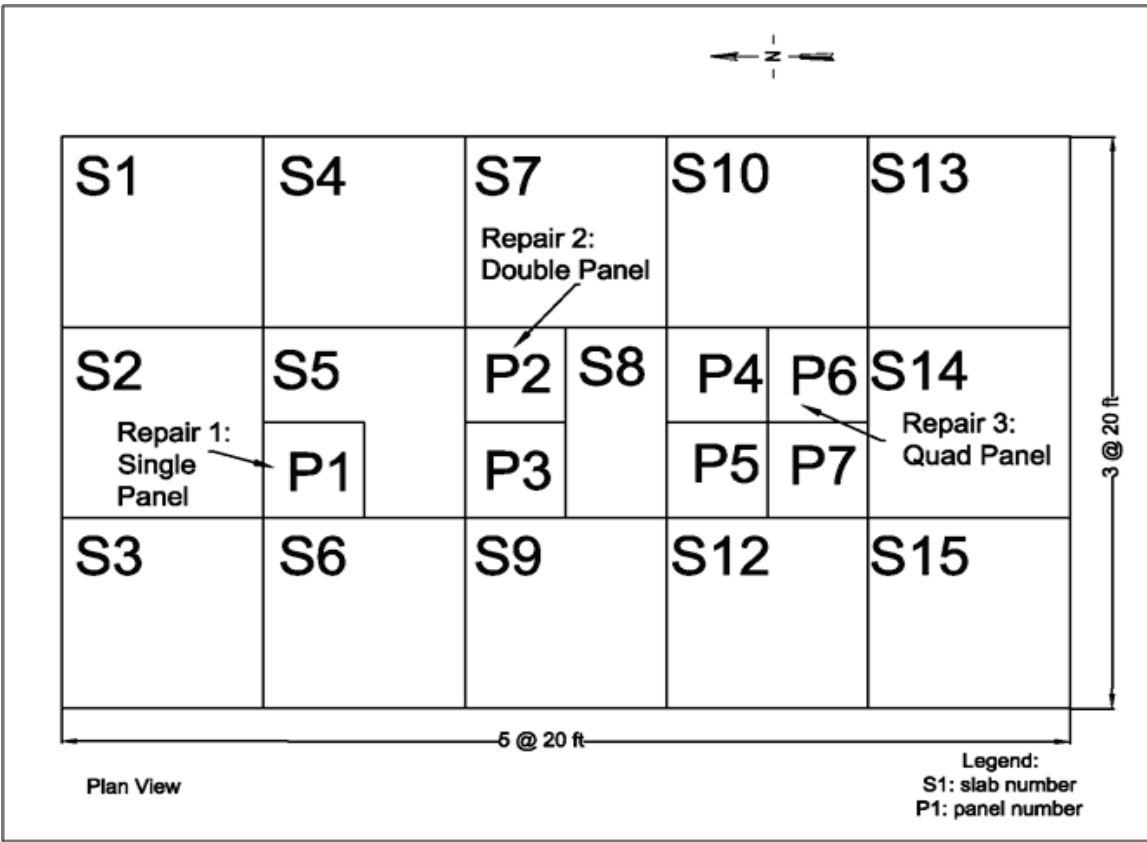 N
S1 S4 S7 S10 S13
Repair 2:
Double Panel
S2 S5 P2 S8 P4 P6 S14
Repair 1:
Single
Panel
P1 P3 P5 P7
Repair 3:
Quad Panel
3 @ 20 ft
S3 S6 S9 S12 S15
5 @ 20 ft
Plan View
Legend:
S1: slab number
P1: panel number